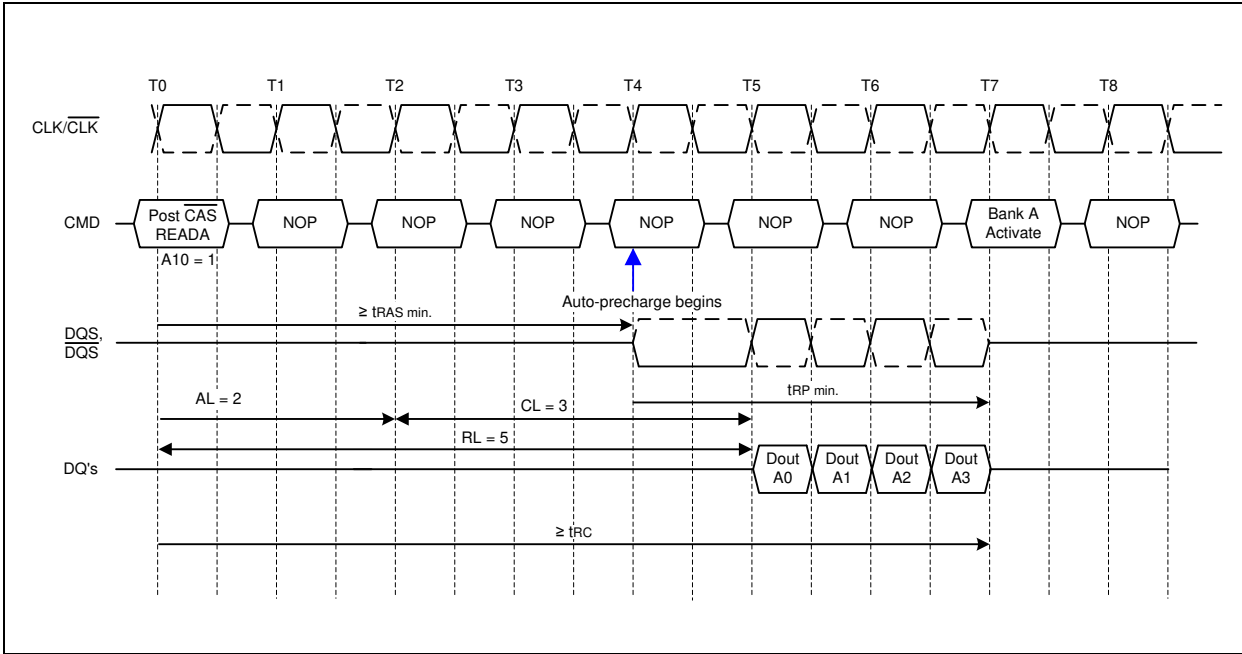 T0 T1 T2 T3 T4 T5 T6 T7 T8
CLK/CLK
CMD
Post CAS
READA
NOP NOP NOP NOP NOP NOP
Bank A
Activate
NOP
A10 = 1
Auto-precharge begins
≥ tRAS min.
DQS,
DQS
tRP min.
AL = 2
CL = 3
RL = 5
DQ's
Dout
A0
Dout
A1
Dout
A2
Dout
A3
≥ tRC